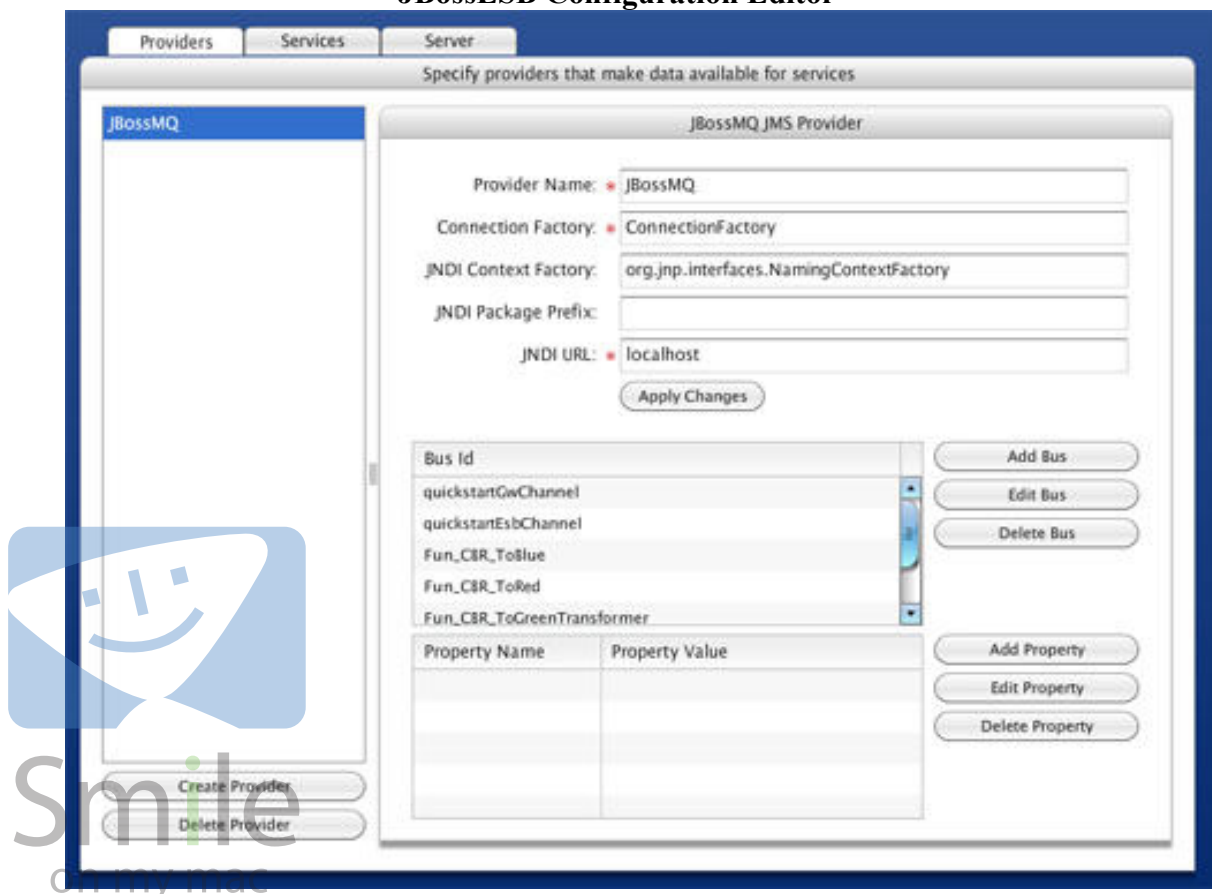 JBossESB Configuration Editor
Providers
Services
Server
Specify providers that make data available for services
JBossMQ
JBossMQ JMS Provider
Provider Name: * JBossMQ
Connection Factory: * ConnectionFactory
JNDI Context Factory: org.jnp.interfaces.NamingContextFactory
JNDI Package Prefix:
JNDI URL: * localhost
Apply Changes
Bus Id
quickstartGwChannel
quickstartEsbChannel
Fun_CBR_ToBlue
Fun_CBR_ToRed
Fun_CBR_ToGreenTransformer
Add Bus
Edit Bus
Delete Bus
Property Name
Property Value
Add Property
Edit Property
Delete Property
Create Provider
Delete Provider
Smile
on my mac